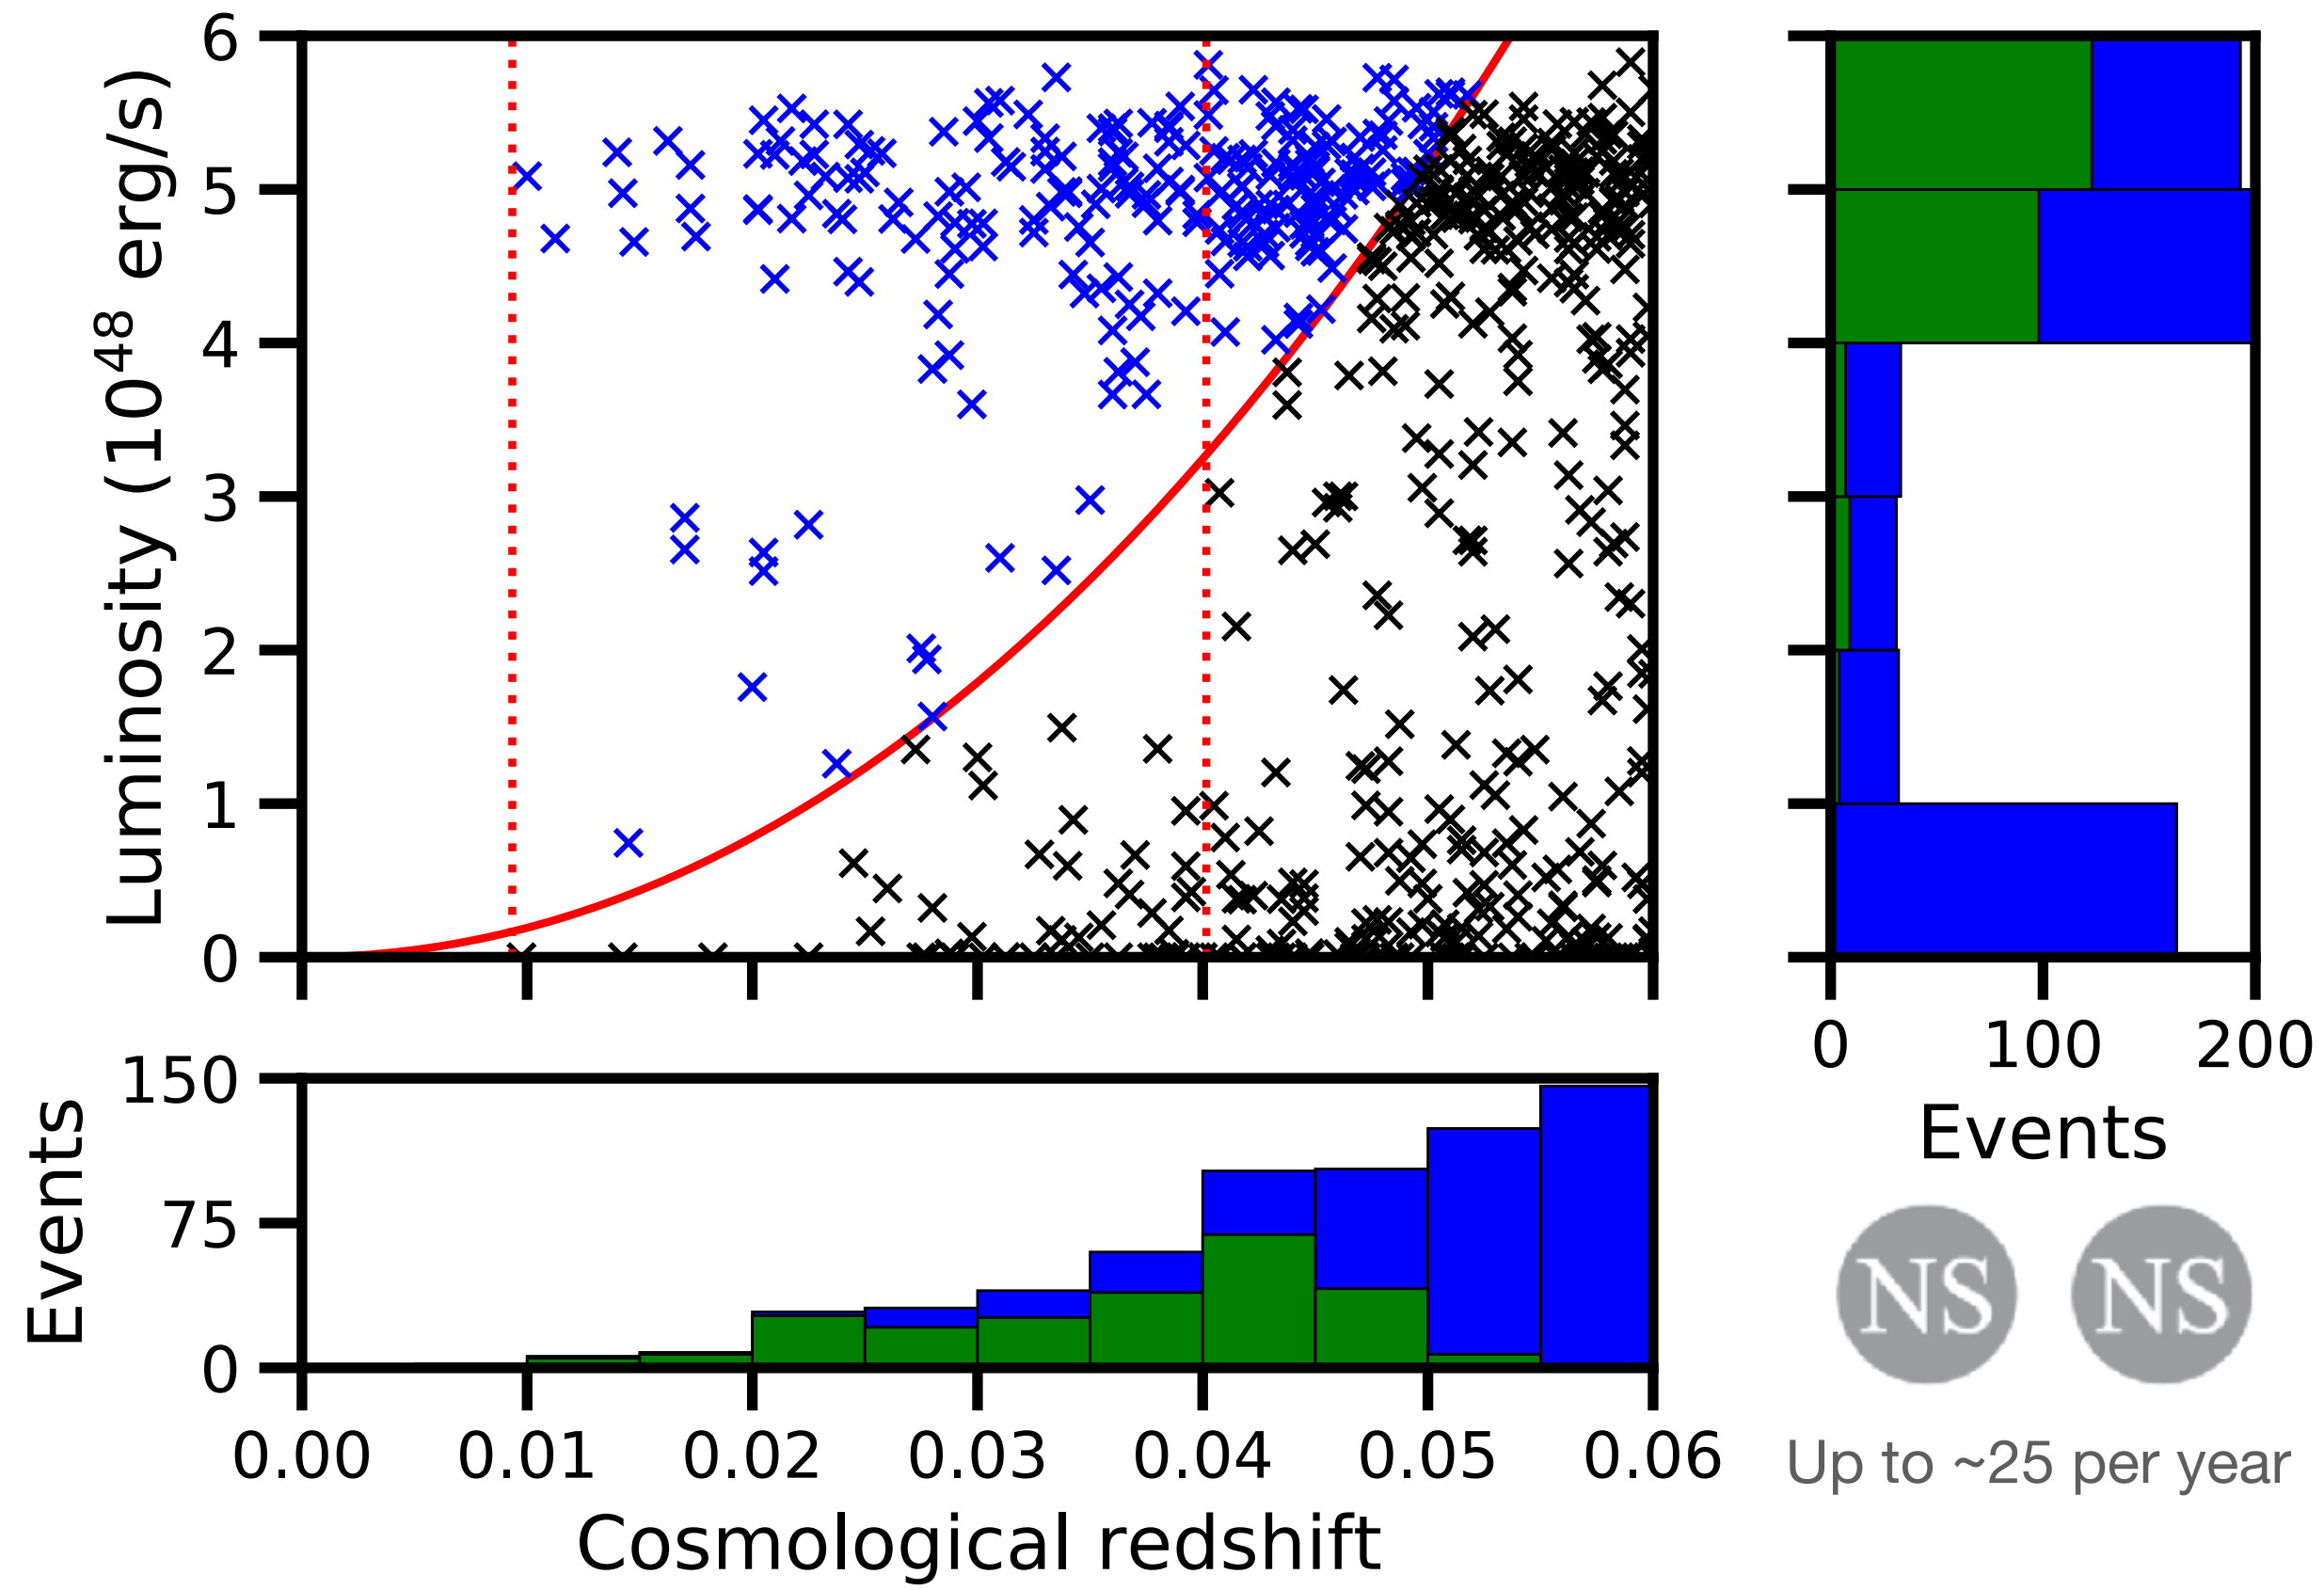 6
5
4
3
2
1
0
Luminosity (10⁴⁸ erg/s)
0 100 200
Events
150
75
0
Events
0.00 0.01 0.02 0.03 0.04 0.05 0.06
Cosmological redshift
NS NS
Up to ~25 per year